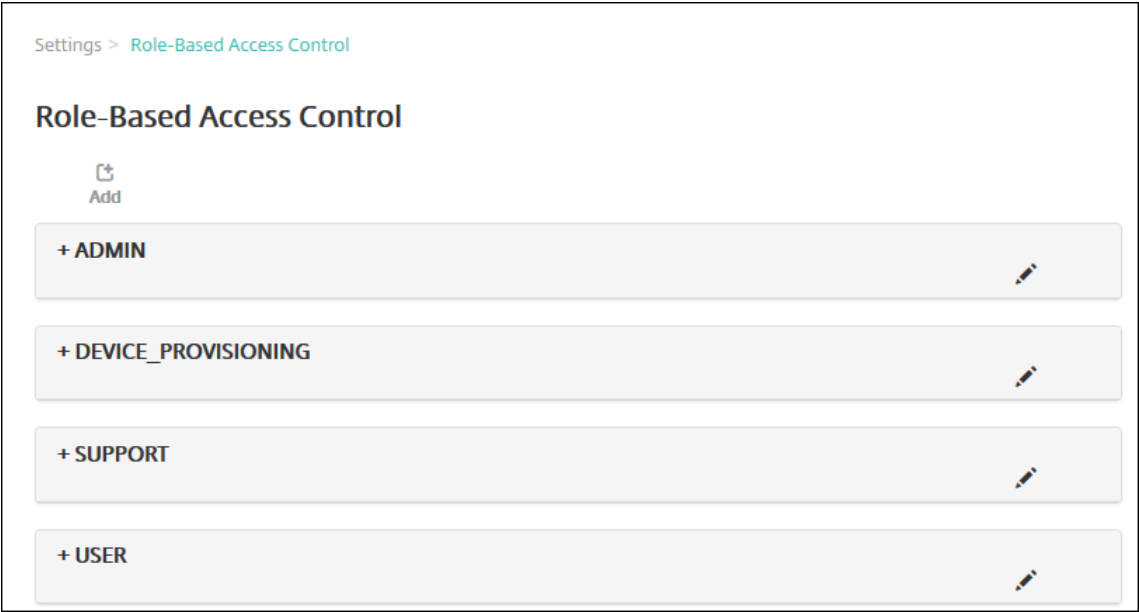 Settings > Role-Based Access Control
Role-Based Access Control
Add
+ ADMIN
+ DEVICE_PROVISIONING
+ SUPPORT
+ USER